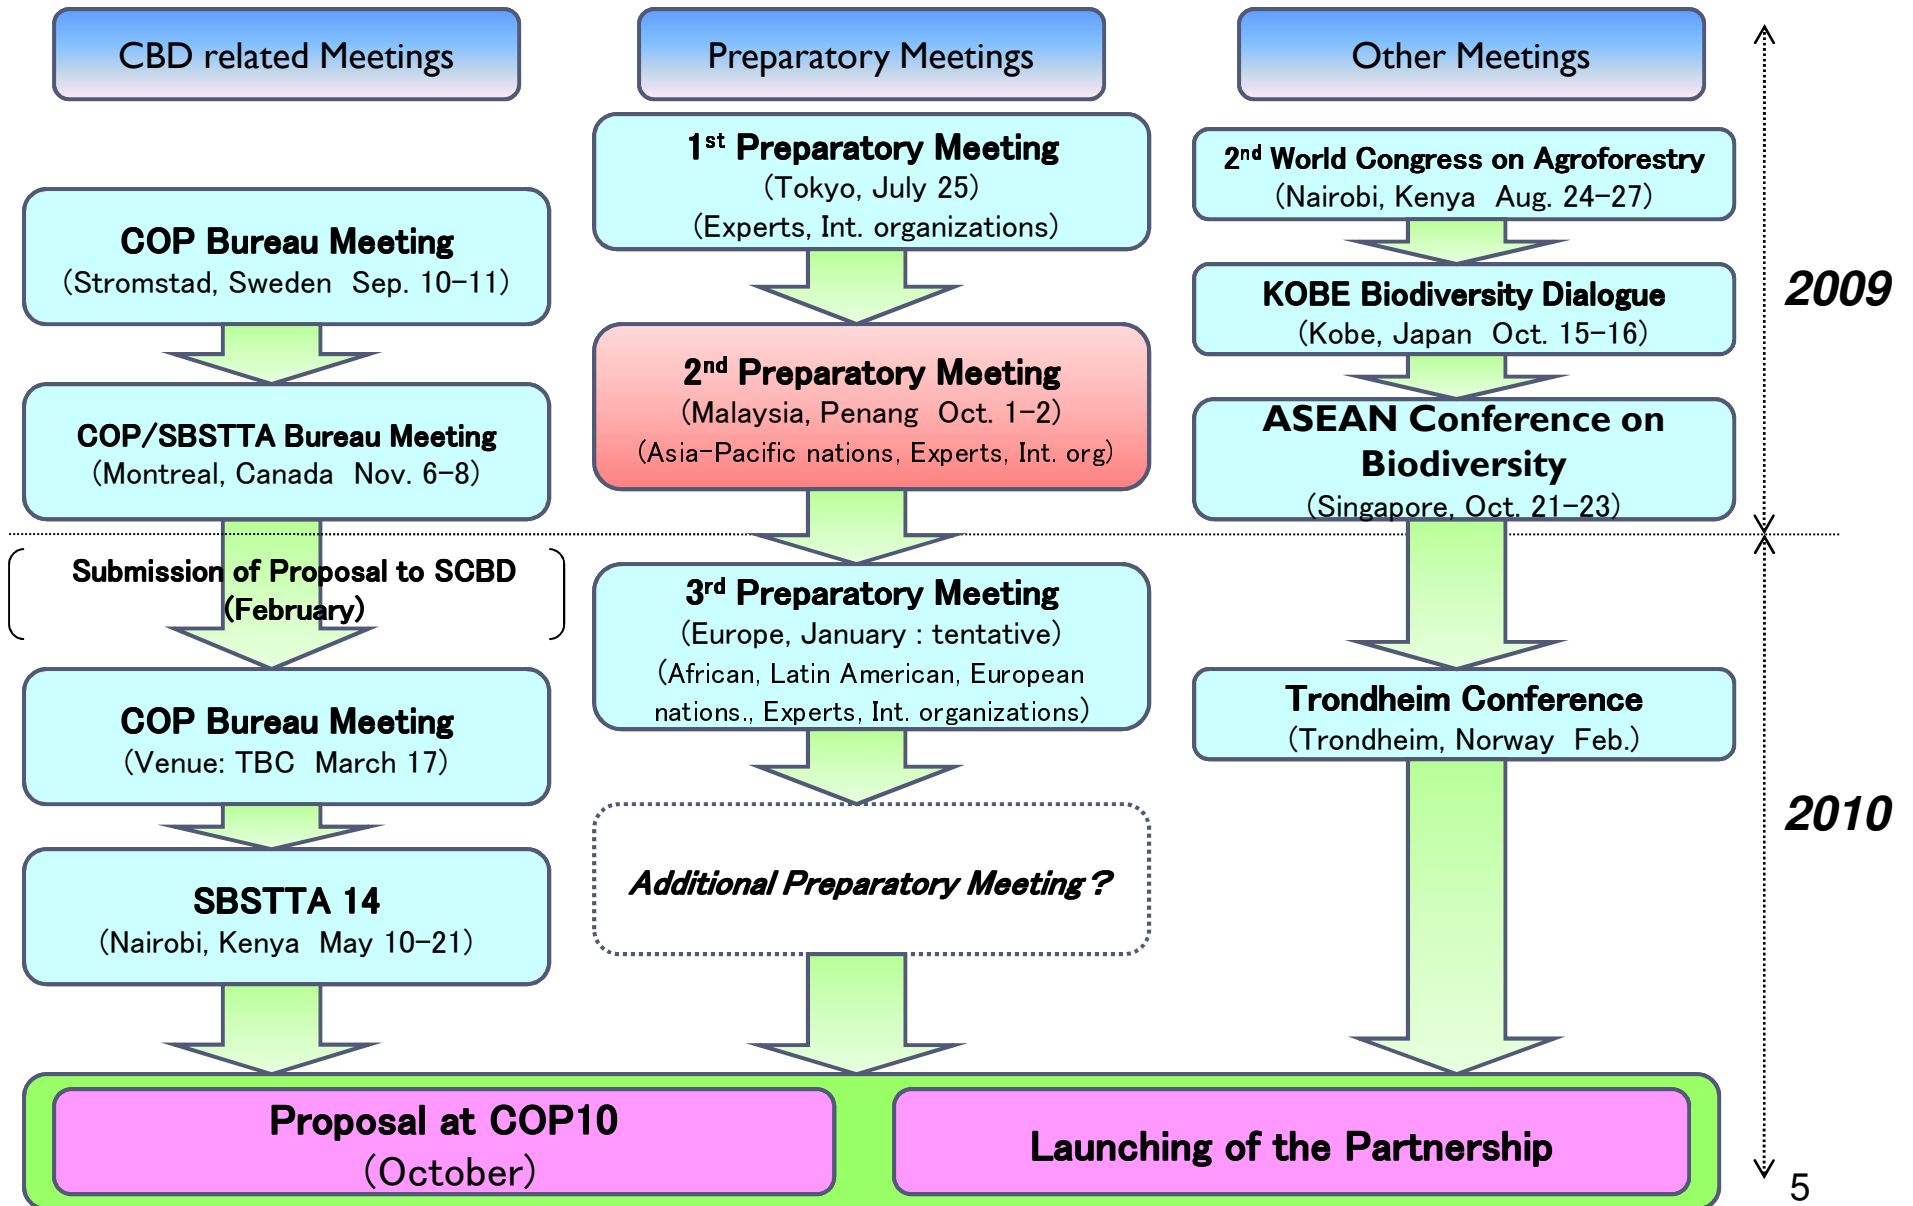 CBD related Meetings
Preparatory Meetings
Other Meetings
COP Bureau Meeting
(Stromstad, Sweden Sep. 10-11)
COP/SBSTTA Bureau Meeting
(Montreal, Canada Nov. 6-8)
Submission of Proposal to SCBD
(February)
COP Bureau Meeting
(Venue: TBC March 17)
SBSTTA 14
(Nairobi, Kenya May 10-21)
1st Preparatory Meeting
(Tokyo, July 25)
(Experts, Int. organizations)
2nd Preparatory Meeting
(Malaysia, Penang Oct. 1-2)
(Asia-Pacific nations, Experts, Int. org)
3rd Preparatory Meeting
(Europe, January : tentative)
(African, Latin American, European
nations., Experts, Int. organizations)
Additional Preparatory Meeting?
2nd World Congress on Agroforestry
(Nairobi, Kenya Aug. 24-27)
KOBE Biodiversity Dialogue
(Kobe, Japan Oct. 15-16)
ASEAN Conference on
Biodiversity
(Singapore, Oct. 21-23)
Trondheim Conference
(Trondheim, Norway Feb.)
2009
2010
Proposal at COP10
(October)
Launching of the Partnership
5